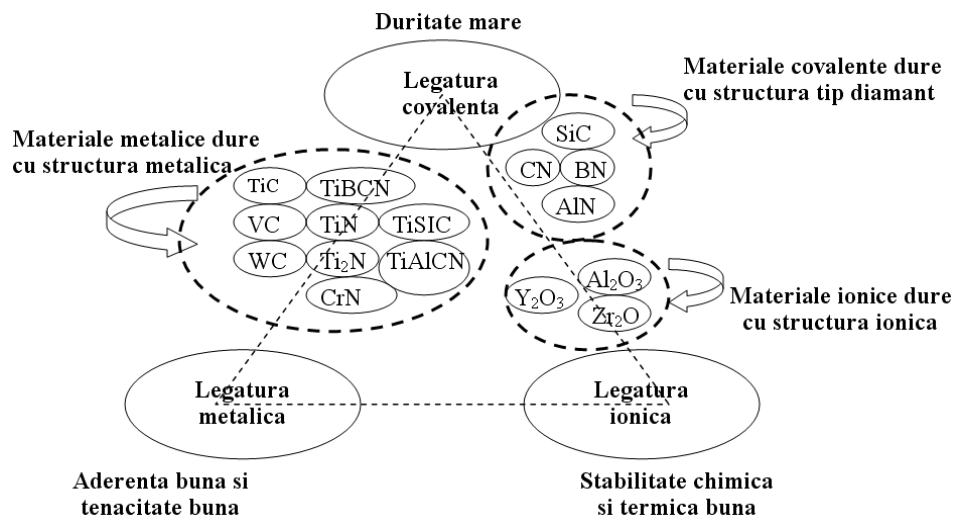 Duritate mare
Legatura
covalenta
Materiale covalente dure
cu structura tip diamant
SiC
CN
BN
AlN
Materiale metalice dure
cu structura metalica
TiC
TiBCN
VC
TiN
TiSIC
WC
Ti₂N
TiAlCN
CrN
Y₂O₃
Al₂O₃
Zr₂O
Materiale ionice dure
cu structura ionica
Legatura
metalica
Legatura
ionica
Aderenta buna si
tenacitate buna
Stabilitate chimica
si termica buna